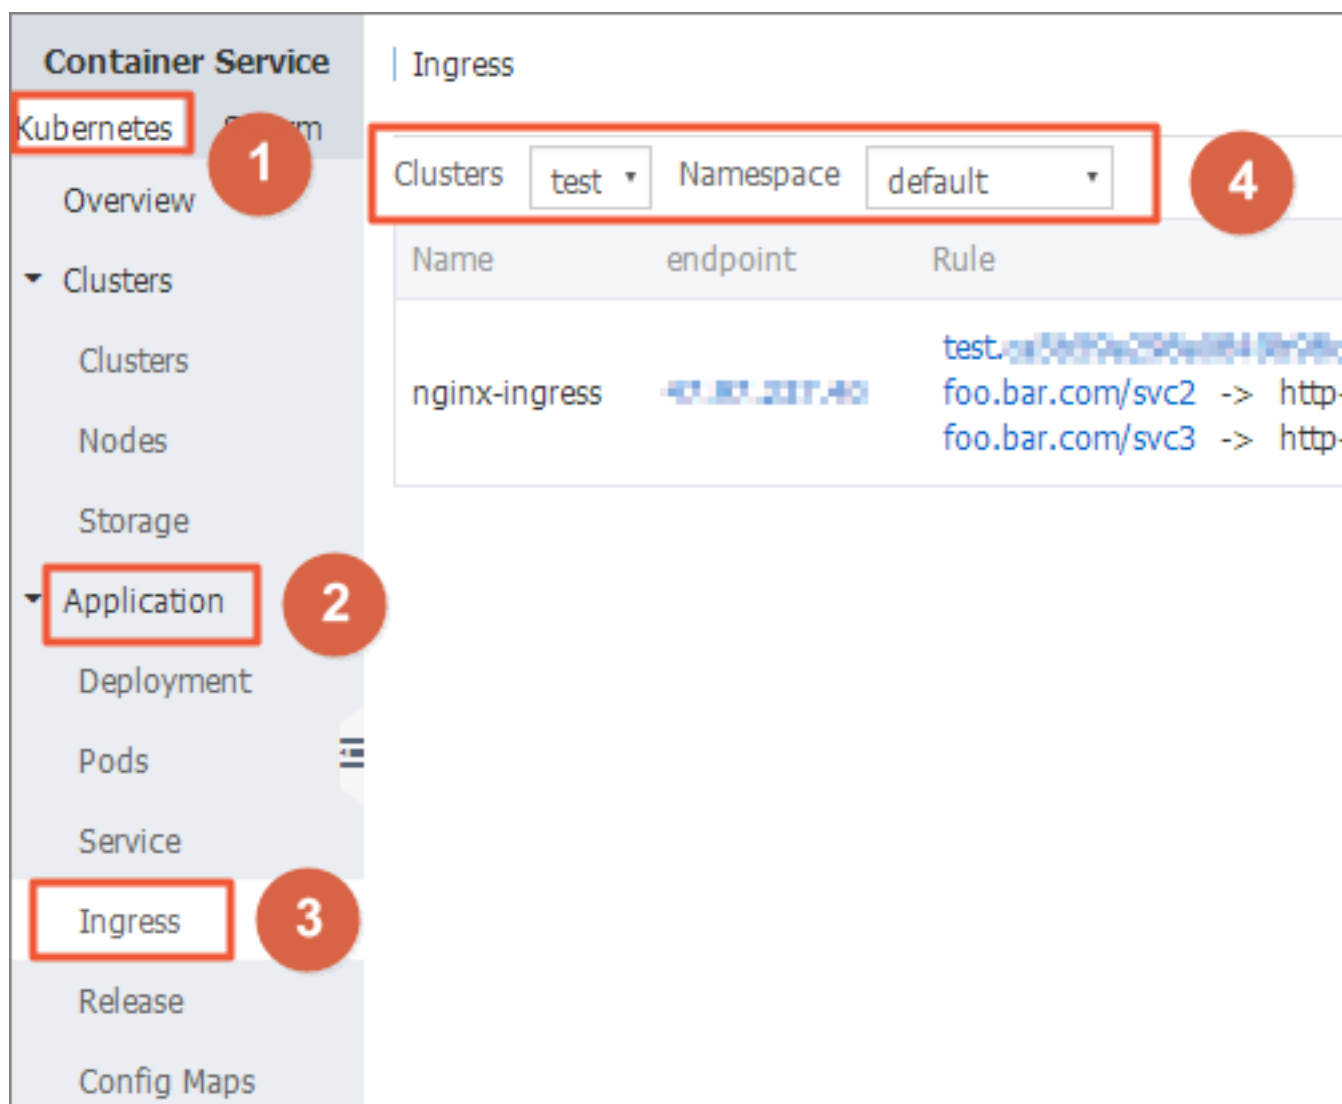 Container Service
Kubernetes
1
Overview
Clusters
Clusters
Nodes
Storage
Application
2
Deployment
Pods
Service
Ingress
3
Release
Config Maps
Ingress
Clusters test Namespace default
4
Name endpoint Rule
nginx-ingress
test.
foo.bar.com/svc2 -> http-
foo.bar.com/svc3 -> http-